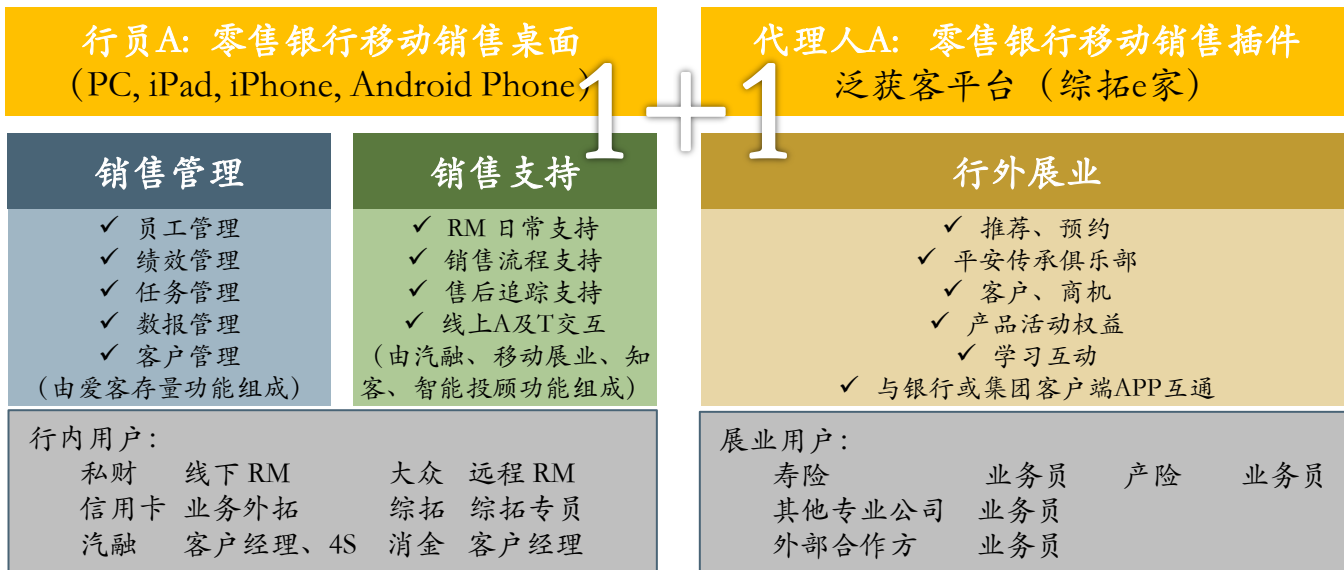 行员A: 零售银行移动销售桌面
（PC, iPad, iPhone, Android Phone）
1+1
代理人A: 零售银行移动销售插件
泛获客平台（综拓e家）
销售管理
✓ 员工管理
✓ 绩效管理
✓ 任务管理
✓ 数报管理
✓ 客户管理
（由爱客存量功能组成）
销售支持
✓ RM 日常支持
✓ 销售流程支持
✓ 售后追踪支持
✓ 线上A及T交互
（由汽融、移动展业、知
客、智能投顾功能组成）
行外展业
✓ 推荐、预约
✓ 平安传承俱乐部
✓ 客户、商机
✓ 产品活动权益
✓ 学习互动
✓ 与银行或集团客户端APP互通
行内用户:
私财 线下 RM 大众 远程 RM
信用卡 业务外拓 综拓 综拓专员
汽融 客户经理、4S 消金 客户经理
展业用户:
寿险 业务员 产险 业务员
其他专业公司 业务员
外部合作方 业务员